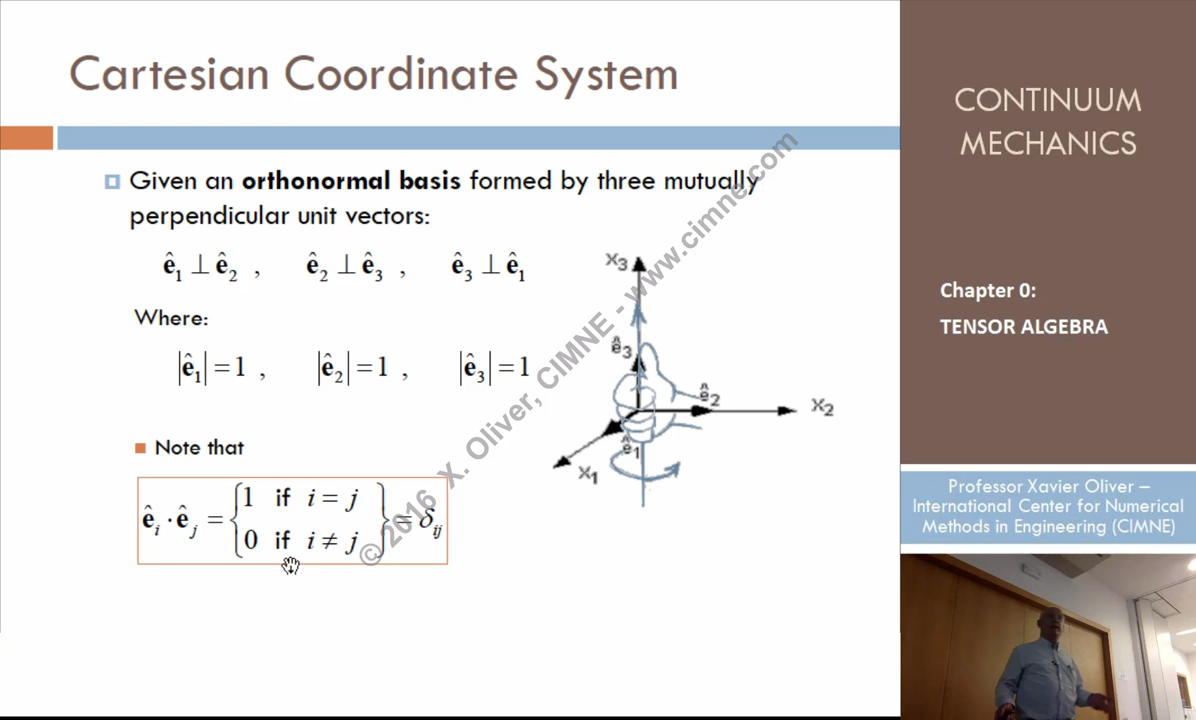 Cartesian Coordinate System
Given an orthonormal basis formed by three mutually
perpendicular unit vectors:
ê₁ ⊥ ê₂ , ê₂ ⊥ ê₃ , ê₃ ⊥ ê₁
Where:
|ê₁| = 1 , |ê₂| = 1 , |ê₃| = 1
Note that
êᵢ · êⱼ = { 1 if i = j
0 if i ≠ j } = δᵢⱼ
x₃
ê₃
ê₂
x₂
ê₁
x₁
© 2016 X. Oliver, CIMNE - www.cimne.com
CONTINUUM
MECHANICS
Chapter 0:
TENSOR ALGEBRA
Professor Xavier Oliver –
International Center for Numerical
Methods in Engineering (CIMNE)